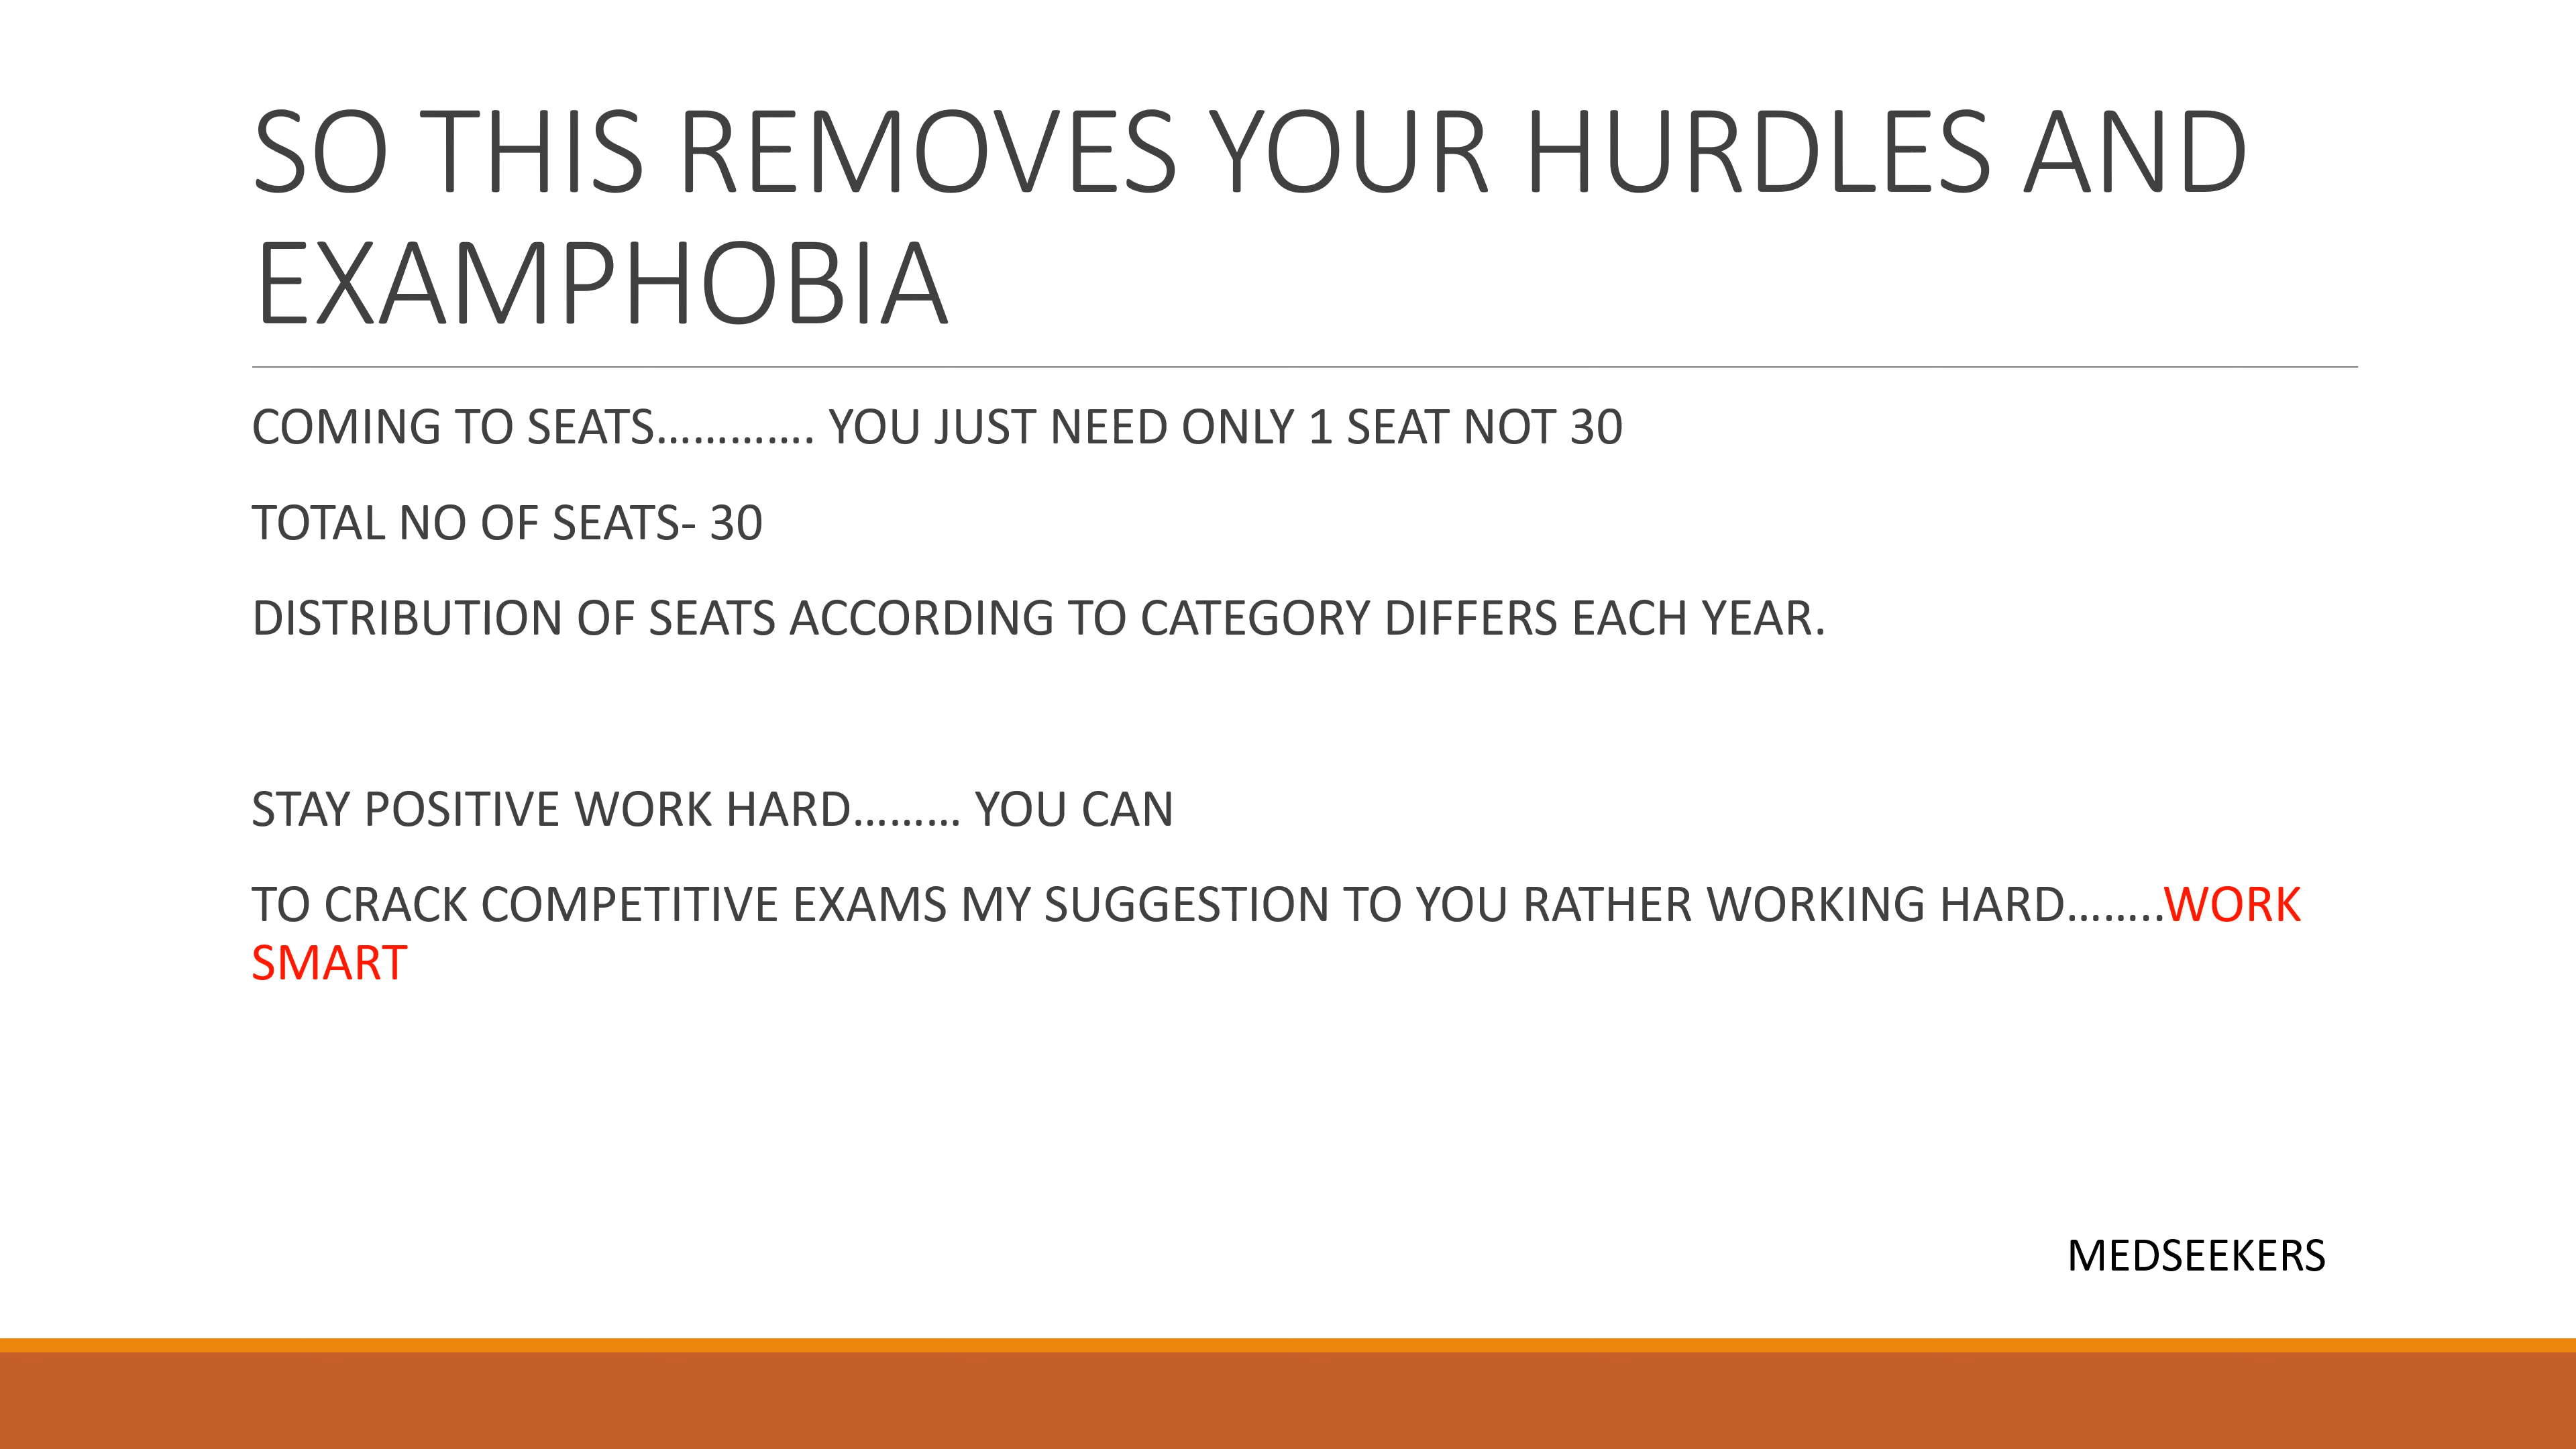 SO THIS REMOVES YOUR HURDLES AND
EXAMPHOBIA
COMING TO SEATS…………. YOU JUST NEED ONLY 1 SEAT NOT 30
TOTAL NO OF SEATS- 30
DISTRIBUTION OF SEATS ACCORDING TO CATEGORY DIFFERS EACH YEAR.
STAY POSITIVE WORK HARD……… YOU CAN
TO CRACK COMPETITIVE EXAMS MY SUGGESTION TO YOU RATHER WORKING HARD……..WORK
SMART
MEDSEEKERS